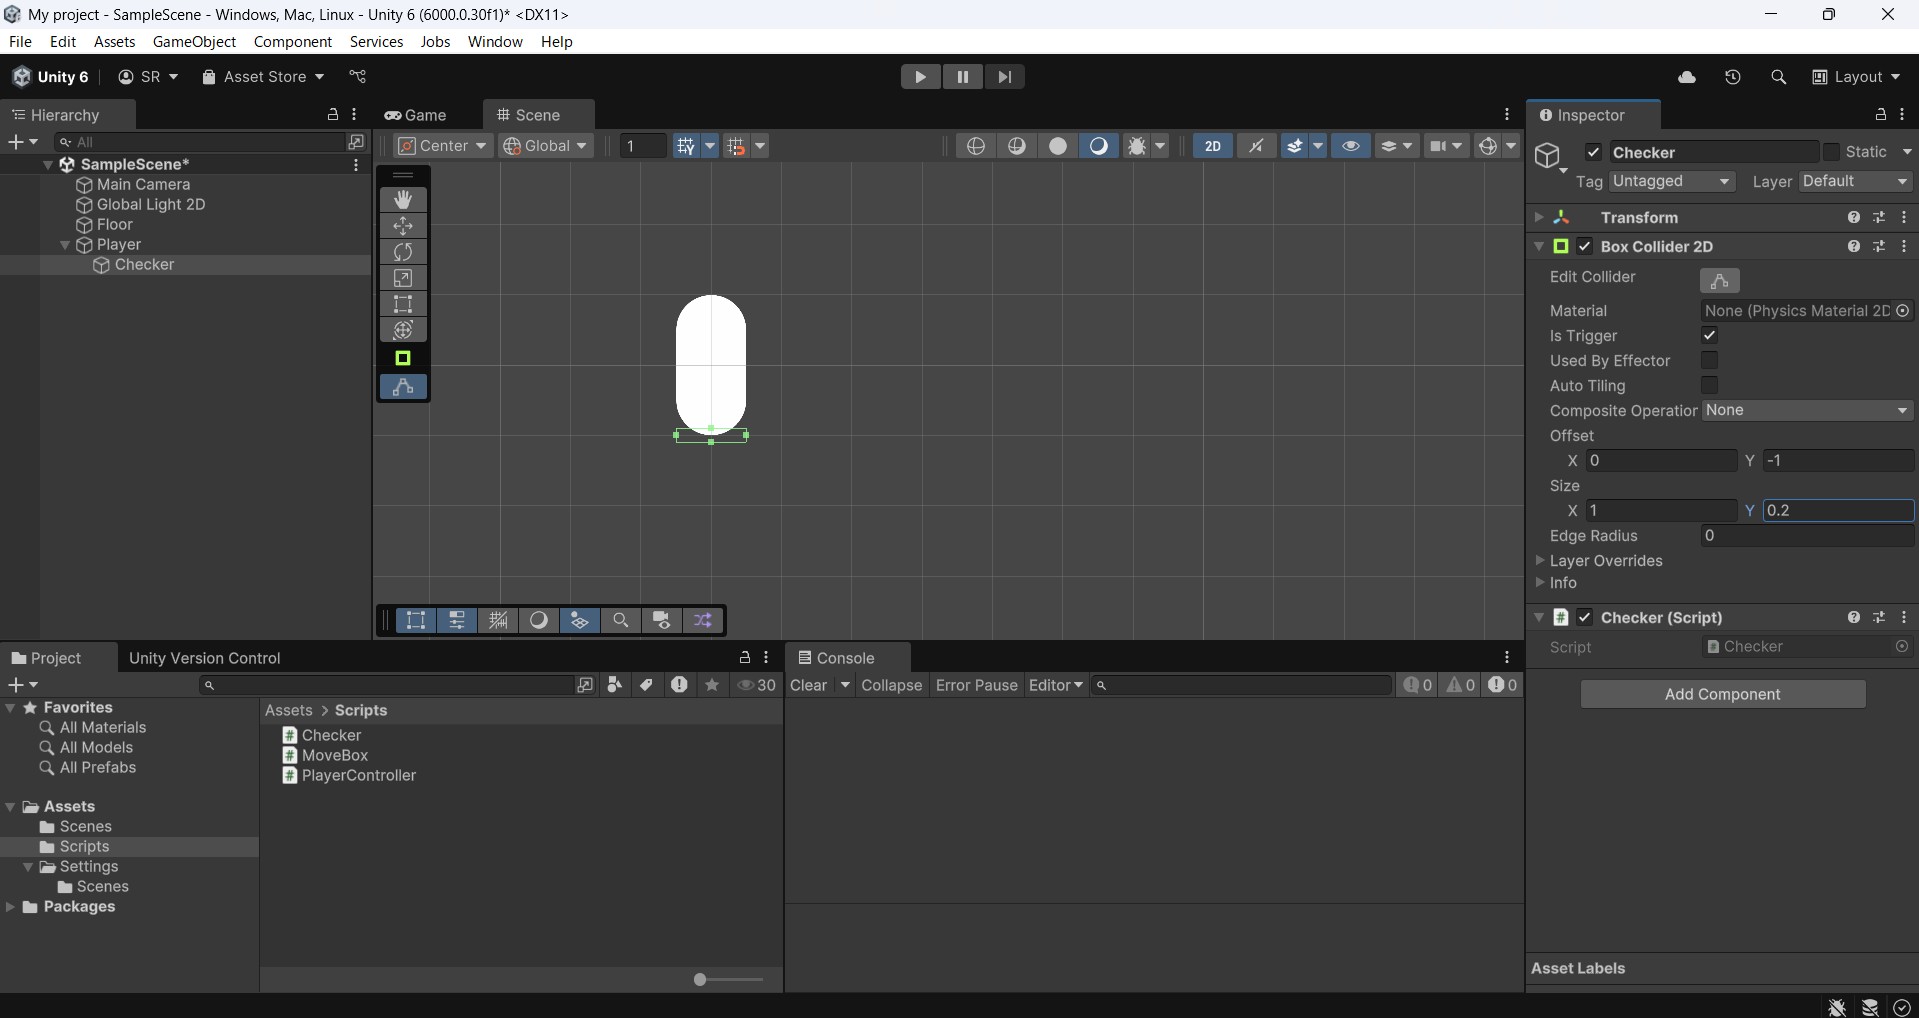 My project - SampleScene - Windows, Mac, Linux - Unity 6 (6000.0.30f1)* <DX11>
File Edit Assets GameObject Component Services Jobs Window Help
Unity 6 SR Asset Store Layout
Hierarchy
All
SampleScene*
Main Camera
Global Light 2D
Floor
Player
Checker
Game Scene
Center Global 1 2D
Inspector
Checker Static
Tag Untagged Layer Default
Transform
Box Collider 2D
Edit Collider
Material None (Physics Material 2D
Is Trigger
Used By Effector
Auto Tiling
Composite Operation None
Offset
X 0 Y -1
Size
X 1 Y 0.2
Edge Radius 0
Layer Overrides
Info
Checker (Script)
Script Checker
Add Component
Asset Labels
Project Unity Version Control
30
Favorites
All Materials
All Models
All Prefabs
Assets
Scenes
Scripts
Settings
Scenes
Packages
Assets > Scripts
Checker
MoveBox
PlayerController
Console
Clear Collapse Error Pause Editor 0 0 0